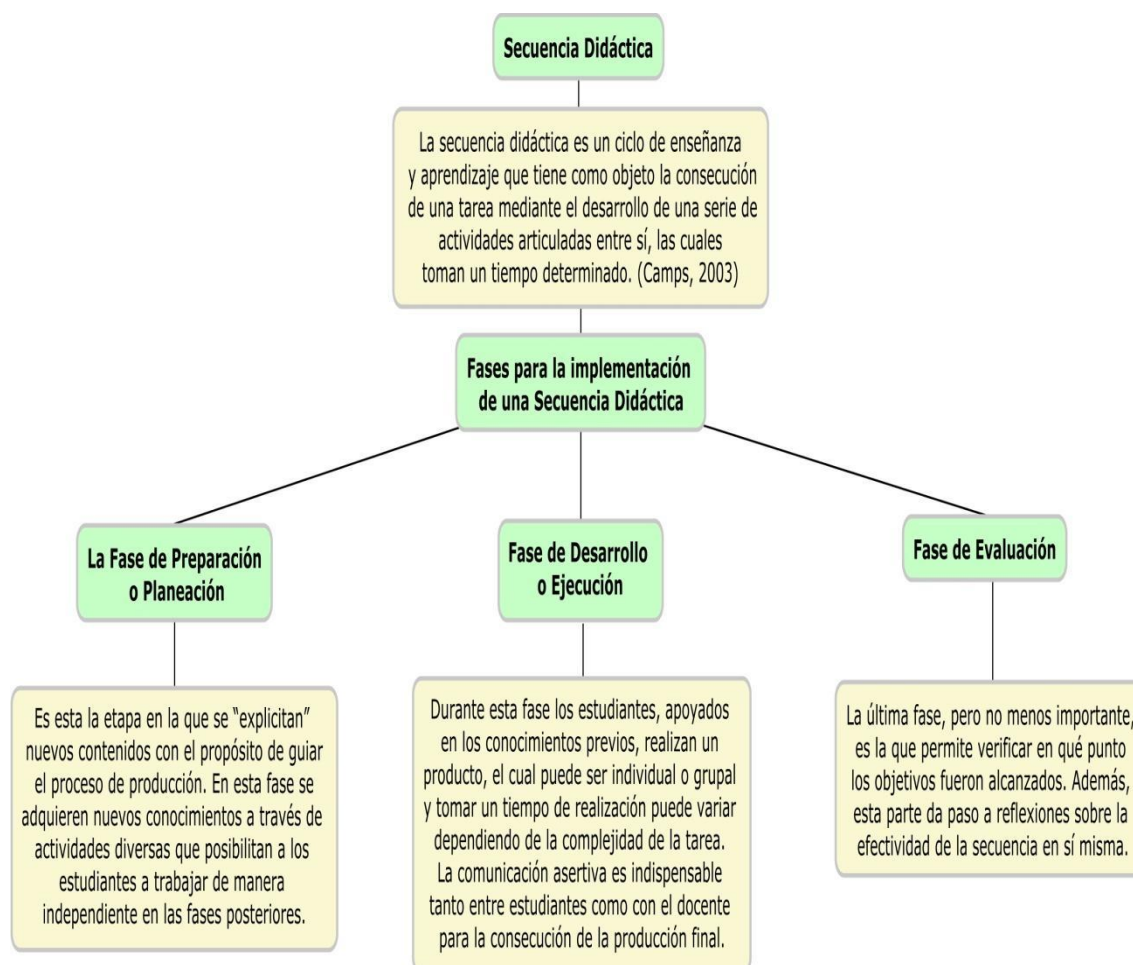 Secuencia Didáctica
La secuencia didáctica es un ciclo de enseñanza
y aprendizaje que tiene como objeto la consecución
de una tarea mediante el desarrollo de una serie de
actividades articuladas entre sí, las cuales
toman un tiempo determinado. (Camps, 2003)
Fases para la implementación
de una Secuencia Didáctica
La Fase de Preparación
o Planeación
Es esta la etapa en la que se “explicitan”
nuevos contenidos con el propósito de guiar
el proceso de producción. En esta fase se
adquieren nuevos conocimientos a través de
actividades diversas que posibilitan a los
estudiantes a trabajar de manera
independiente en las fases posteriores.
Fase de Desarrollo
o Ejecución
Durante esta fase los estudiantes, apoyados
en los conocimientos previos, realizan un
producto, el cual puede ser individual o grupal
y tomar un tiempo de realización puede variar
dependiendo de la complejidad de la tarea.
La comunicación asertiva es indispensable
tanto entre estudiantes como con el docente
para la consecución de la producción final.
Fase de Evaluación
La última fase, pero no menos importante,
es la que permite verificar en qué punto
los objetivos fueron alcanzados. Además,
esta parte da paso a reflexiones sobre la
efectividad de la secuencia en sí misma.